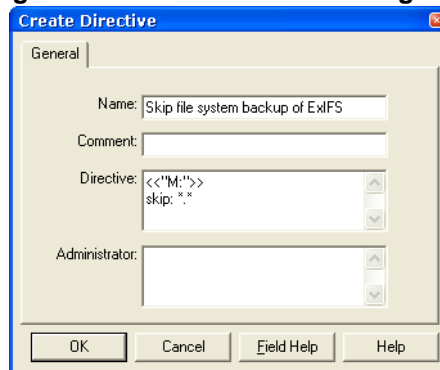 Create Directive
General
Name: Skip file system backup of ExIFS
Comment:
Directive: <<"M:">>
skip: *.*
Administrator:
OK Cancel Field Help Help